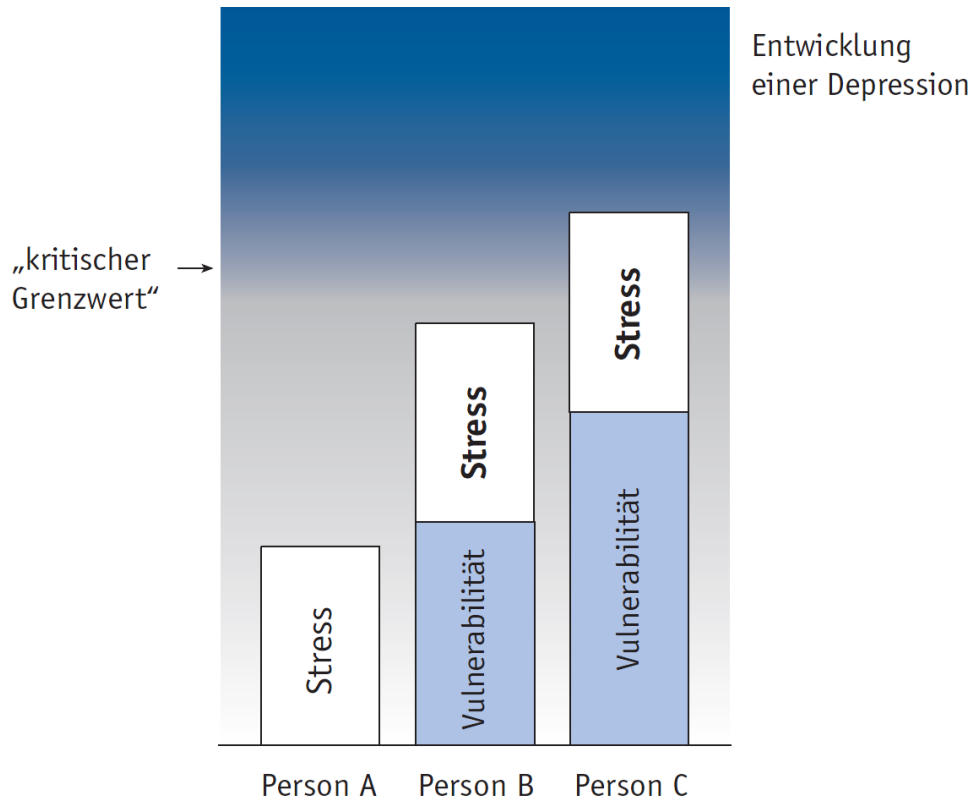 Entwicklung
einer Depression
„kritischer
Grenzwert“
Stress
Stress
Stress
Vulnerabilität
Vulnerabilität
Person A
Person B
Person C